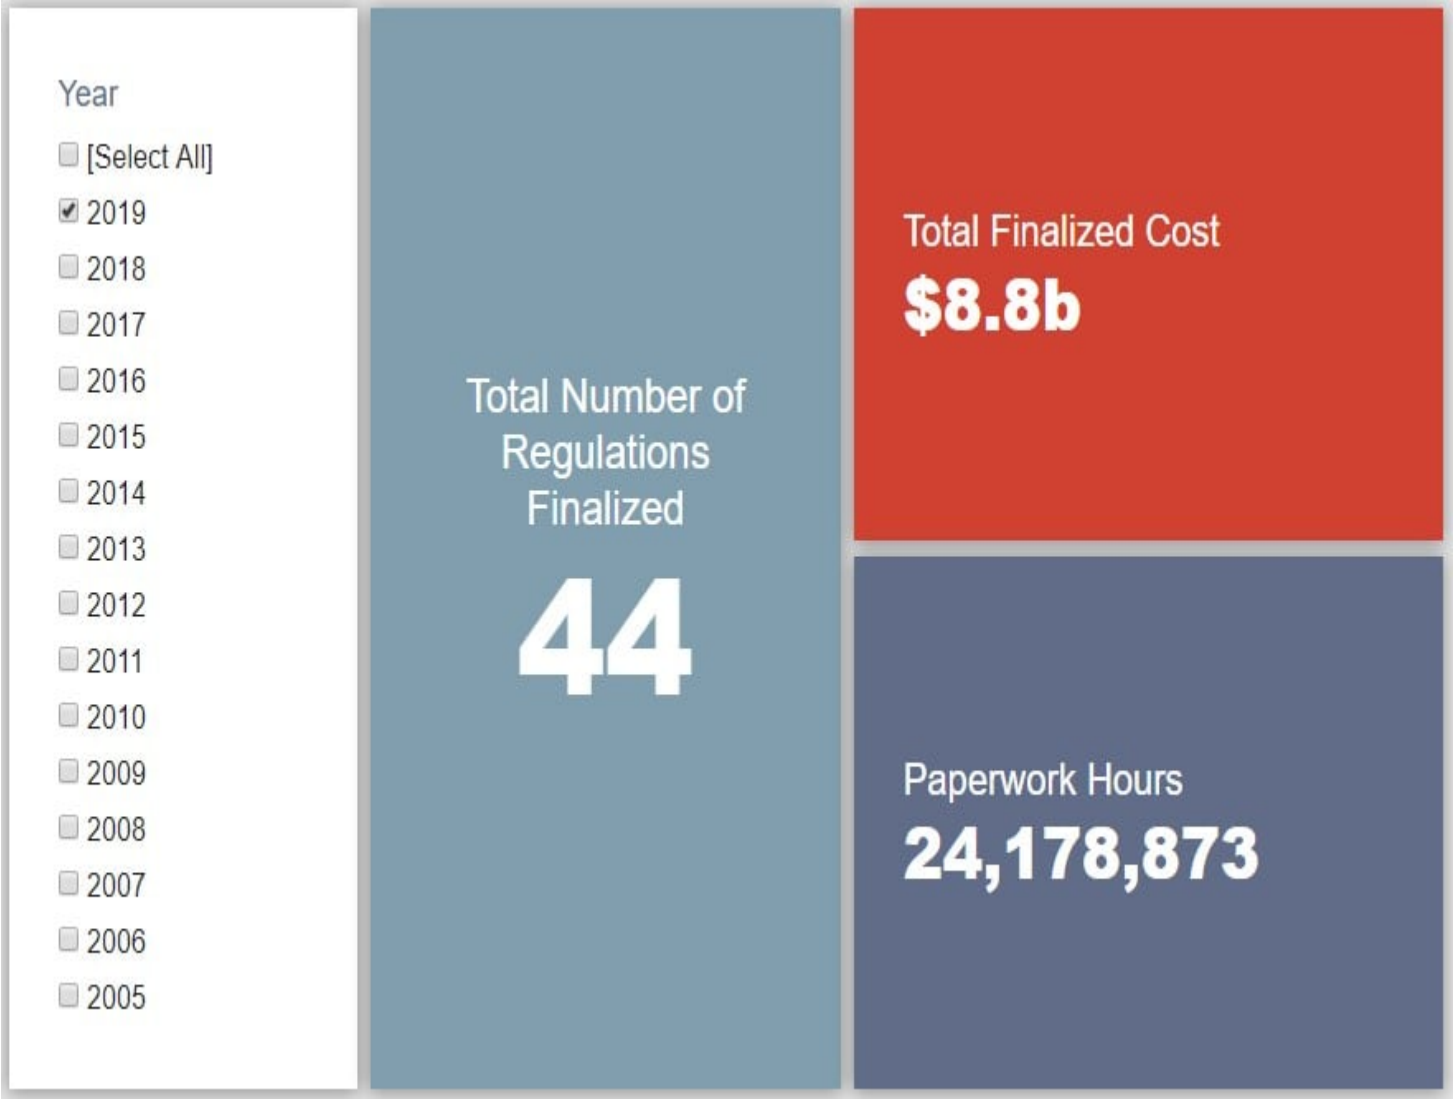 Year
[Select All]
2019
2018
2017
2016
2015
2014
2013
2012
2011
2010
2009
2008
2007
2006
2005
Total Number of
Regulations
Finalized
44
Total Finalized Cost
$8.8b
Paperwork Hours
24,178,873